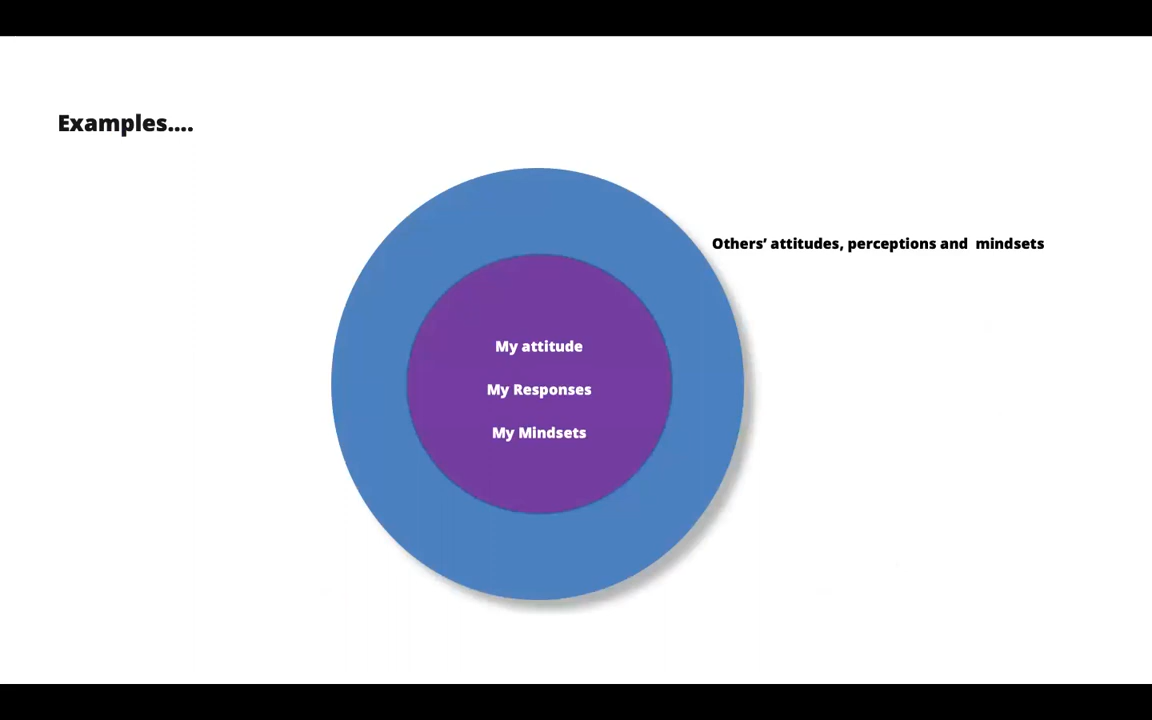 Examples....
Others’ attitudes, perceptions and  mindsets
My attitude
My Responses
My Mindsets